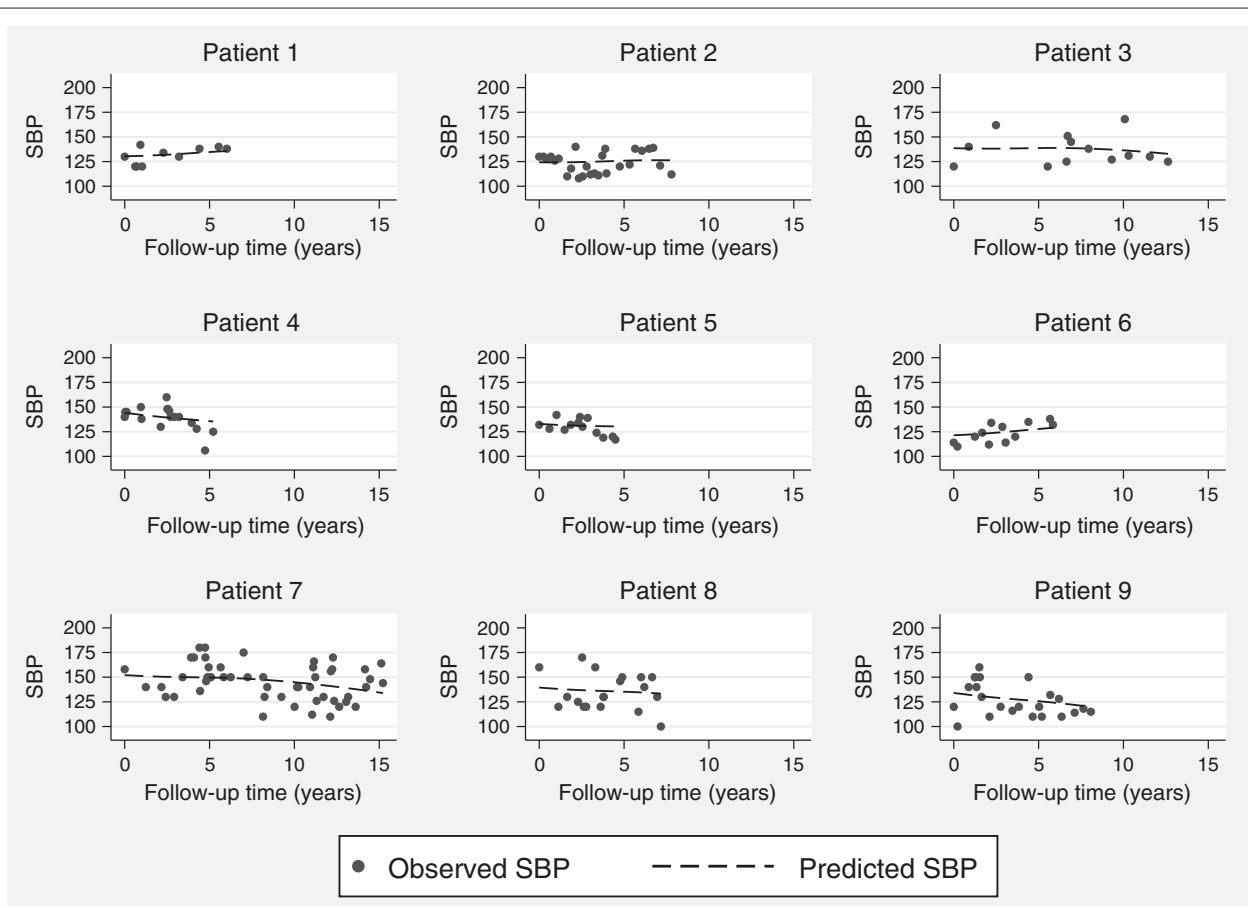 Patient 1
SBP
200
175
150
125
100
0 5 10 15
Follow-up time (years)
Patient 2
SBP
200
175
150
125
100
0 5 10 15
Follow-up time (years)
Patient 3
SBP
200
175
150
125
100
0 5 10 15
Follow-up time (years)
Patient 4
SBP
200
175
150
125
100
0 5 10 15
Follow-up time (years)
Patient 5
SBP
200
175
150
125
100
0 5 10 15
Follow-up time (years)
Patient 6
SBP
200
175
150
125
100
0 5 10 15
Follow-up time (years)
Patient 7
SBP
200
175
150
125
100
0 5 10 15
Follow-up time (years)
Patient 8
SBP
200
175
150
125
100
0 5 10 15
Follow-up time (years)
Patient 9
SBP
200
175
150
125
100
0 5 10 15
Follow-up time (years)
Observed SBP Predicted SBP